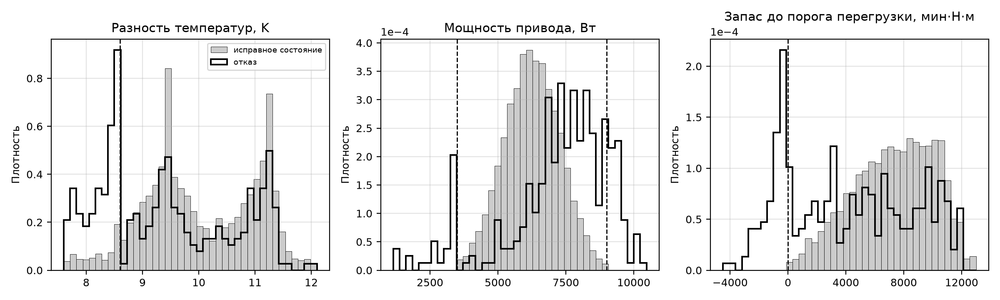 Разность температур, K
Плотность
0.8
0.6
0.4
0.2
0.0
8 9 10 11 12
исправное состояние
отказ
Мощность привода, Вт
1e−4
Плотность
4.0
3.5
3.0
2.5
2.0
1.5
1.0
0.5
0.0
2500 5000 7500 10000
Запас до порога перегрузки, мин·Н·м
1e−4
Плотность
2.0
1.5
1.0
0.5
0.0
−4000 0 4000 8000 12000